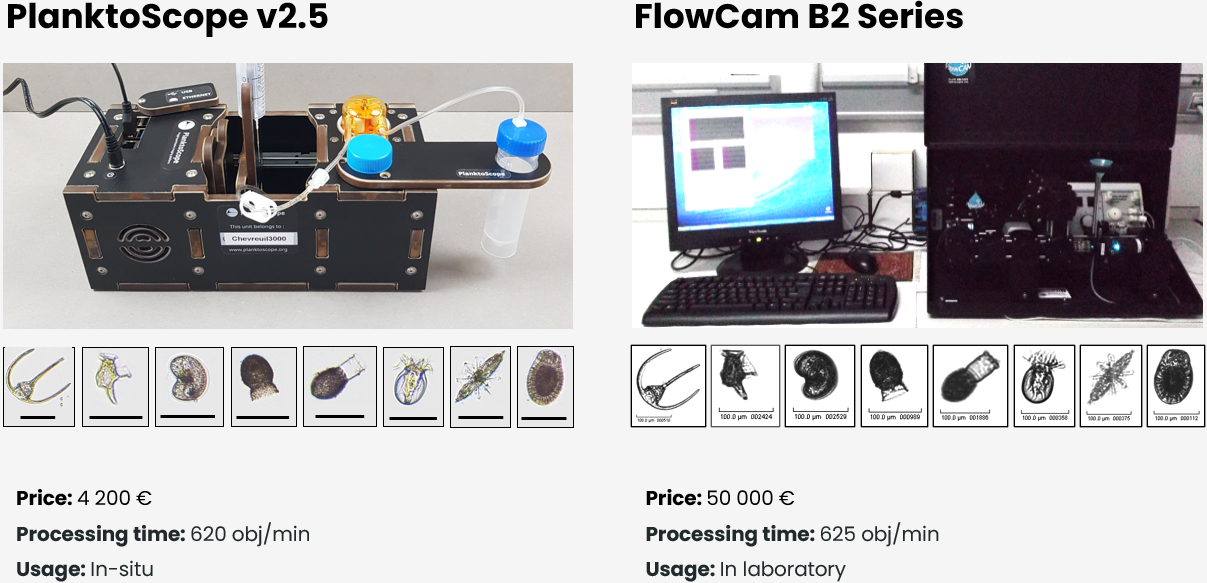 PlanktoScope v2.5
FlowCam B2 Series
USB
ETHERNET
PlanktoScope
PlanktoScope
This unit belongs to :
Chevreuil3000
www.planktoscope.org
100.0 µm
100.0 µm 002424
100.0 µm 002529
100.0 µm 000989
100.0 µm 001886
100.0 µm 000358
100.0 µm 000375
100.0 µm 000112
Price: 4 200 €
Processing time: 620 obj/min
Usage: In-situ
Price: 50 000 €
Processing time: 625 obj/min
Usage: In laboratory